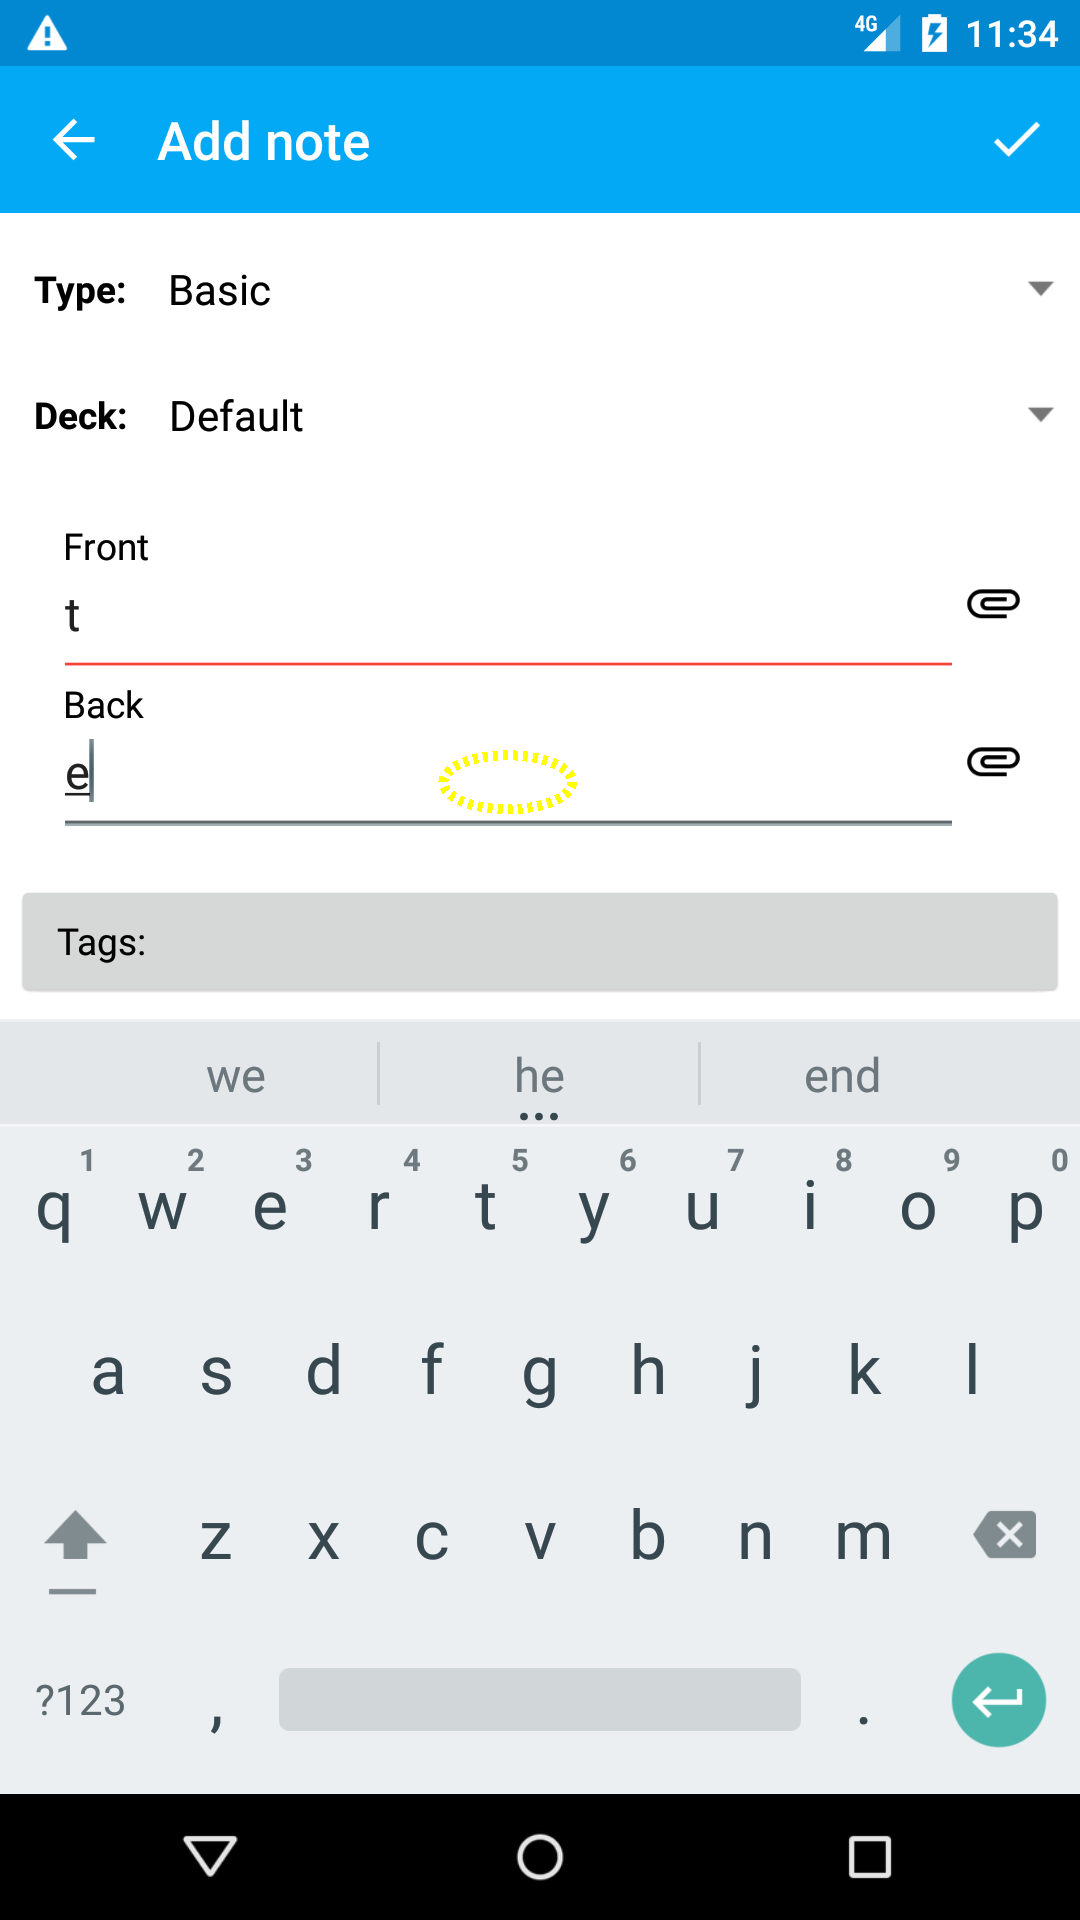 4G 11:34
Add note
Type: Basic
Deck: Default
Front
t
Back
e
Tags:
we he end
1 2 3 4 5 6 7 8 9 0
q w e r t y u i o p
a s d f g h j k l
z x c v b n m
?123 , .